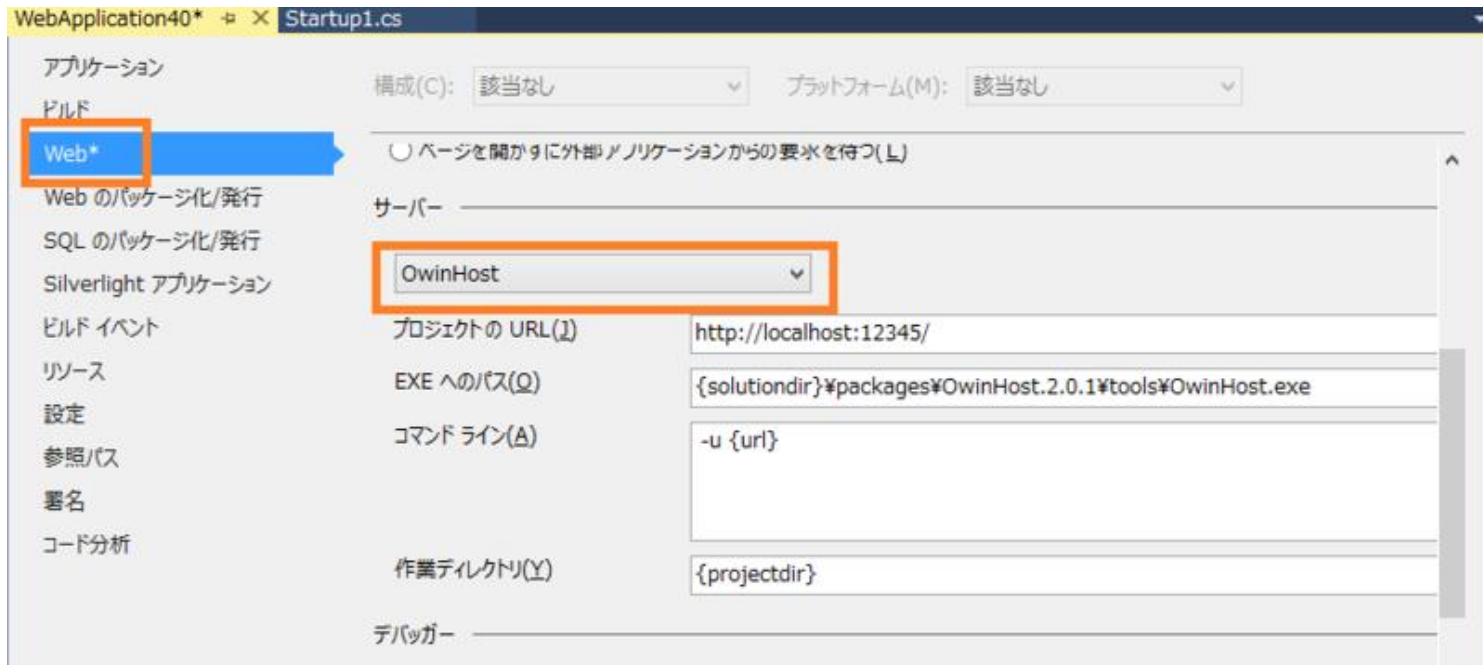 WebApplication40* Startup1.cs
アプリケーション
ビルド
Web*
Web のパッケージ化/発行
SQL のパッケージ化/発行
Silverlight アプリケーション
ビルド イベント
リソース
設定
参照パス
署名
コード分析
構成(C): 該当なし プラットフォーム(M): 該当なし
ページを開かずに外部アプリケーションからの要求を待つ(L)
サーバー
OwinHost
プロジェクトの URL(J) http://localhost:12345/
EXE へのパス(O) {solutiondir}¥packages¥OwinHost.2.0.1¥tools¥OwinHost.exe
コマンド ライン(A) -u {url}
作業ディレクトリ(Y) {projectdir}
デバッガー